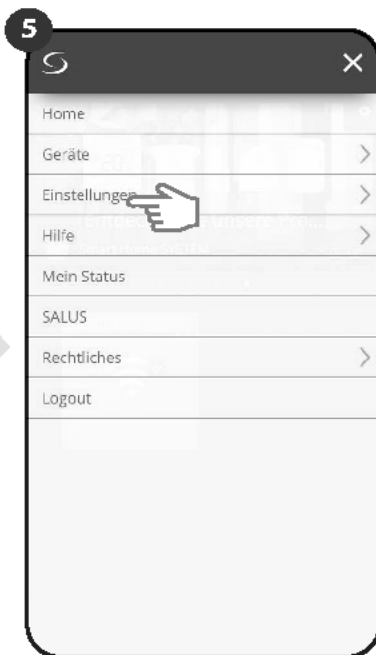 5
Home
Geräte
Einstellungen
Hilfe
Mein Status
SALUS
Rechtliches
Logout